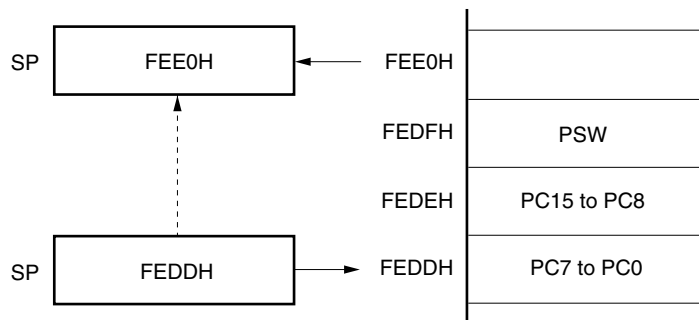 SP FEE0H FEE0H
FEDFH PSW
FEDEH PC15 to PC8
SP FEDDH FEDDH PC7 to PC0